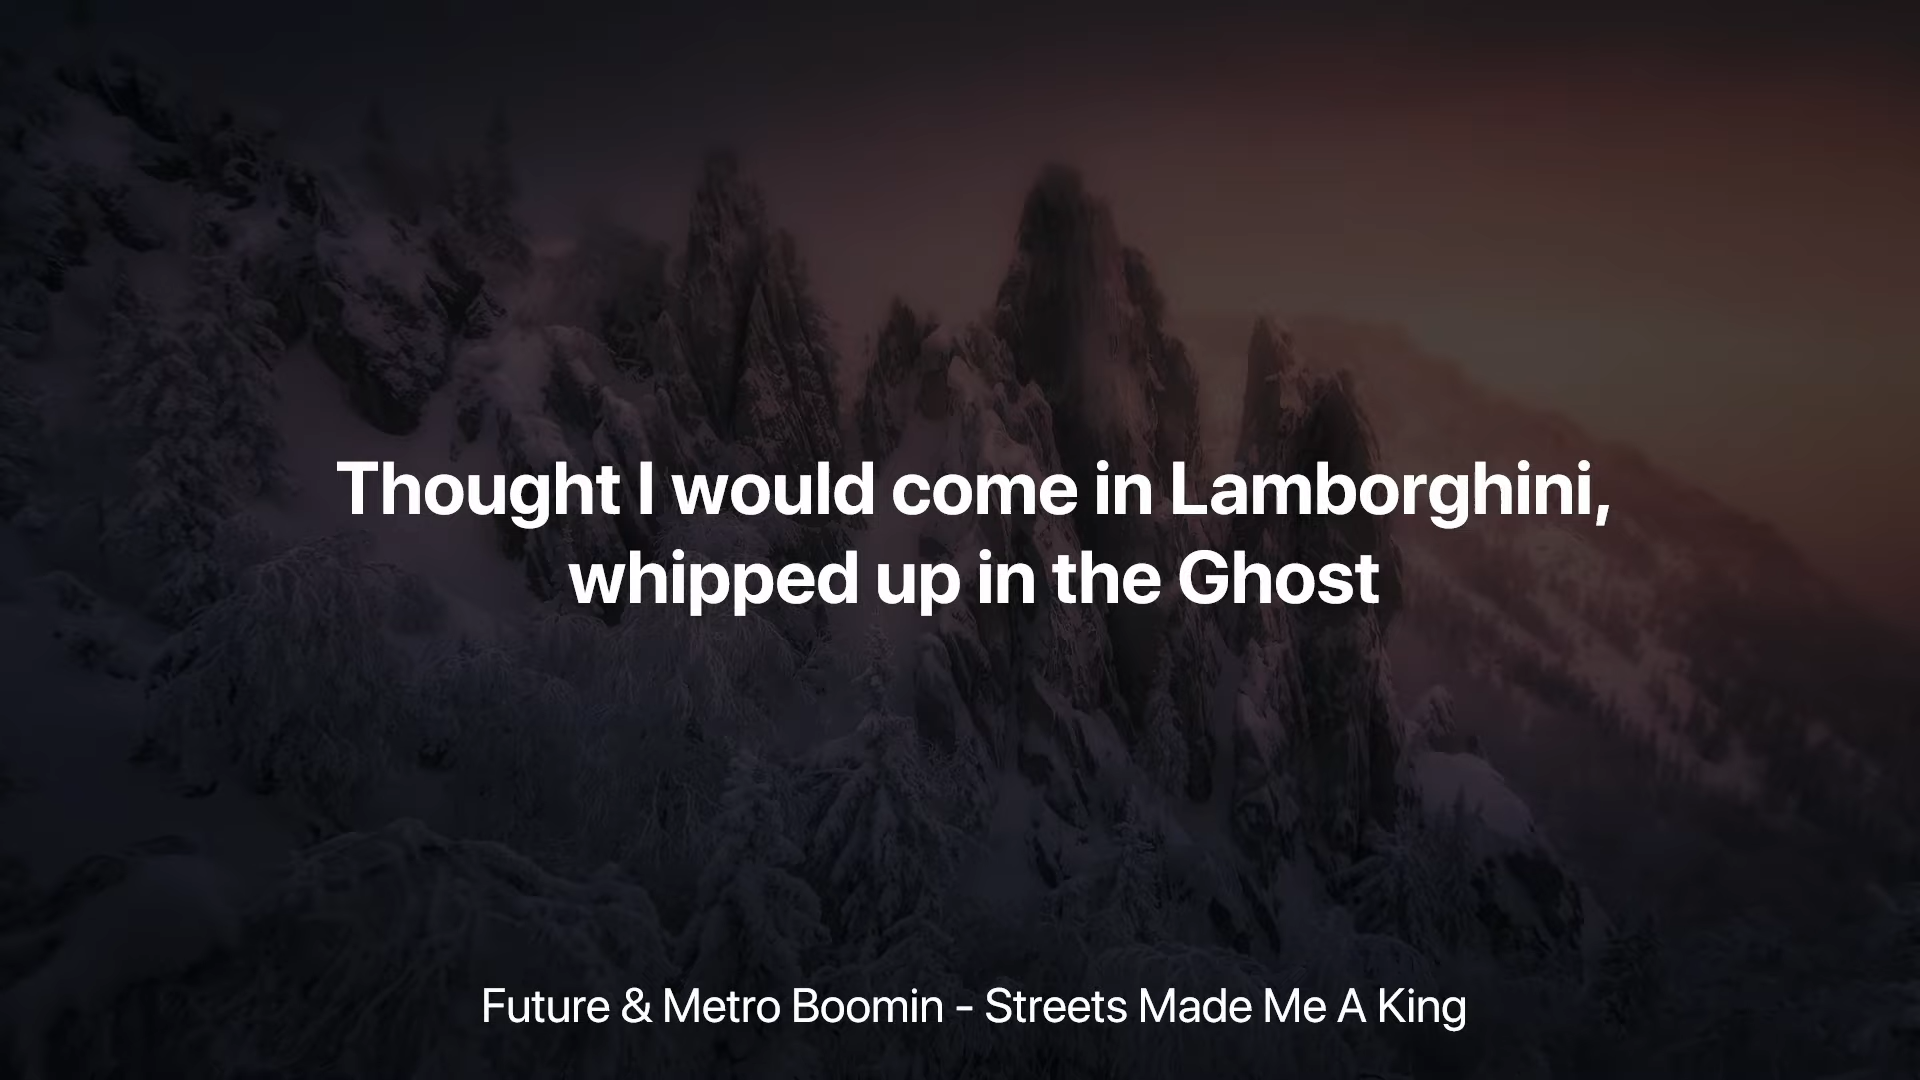 Thought I would come in Lamborghini,
whipped up in the Ghost
Future & Metro Boomin - Streets Made Me A King